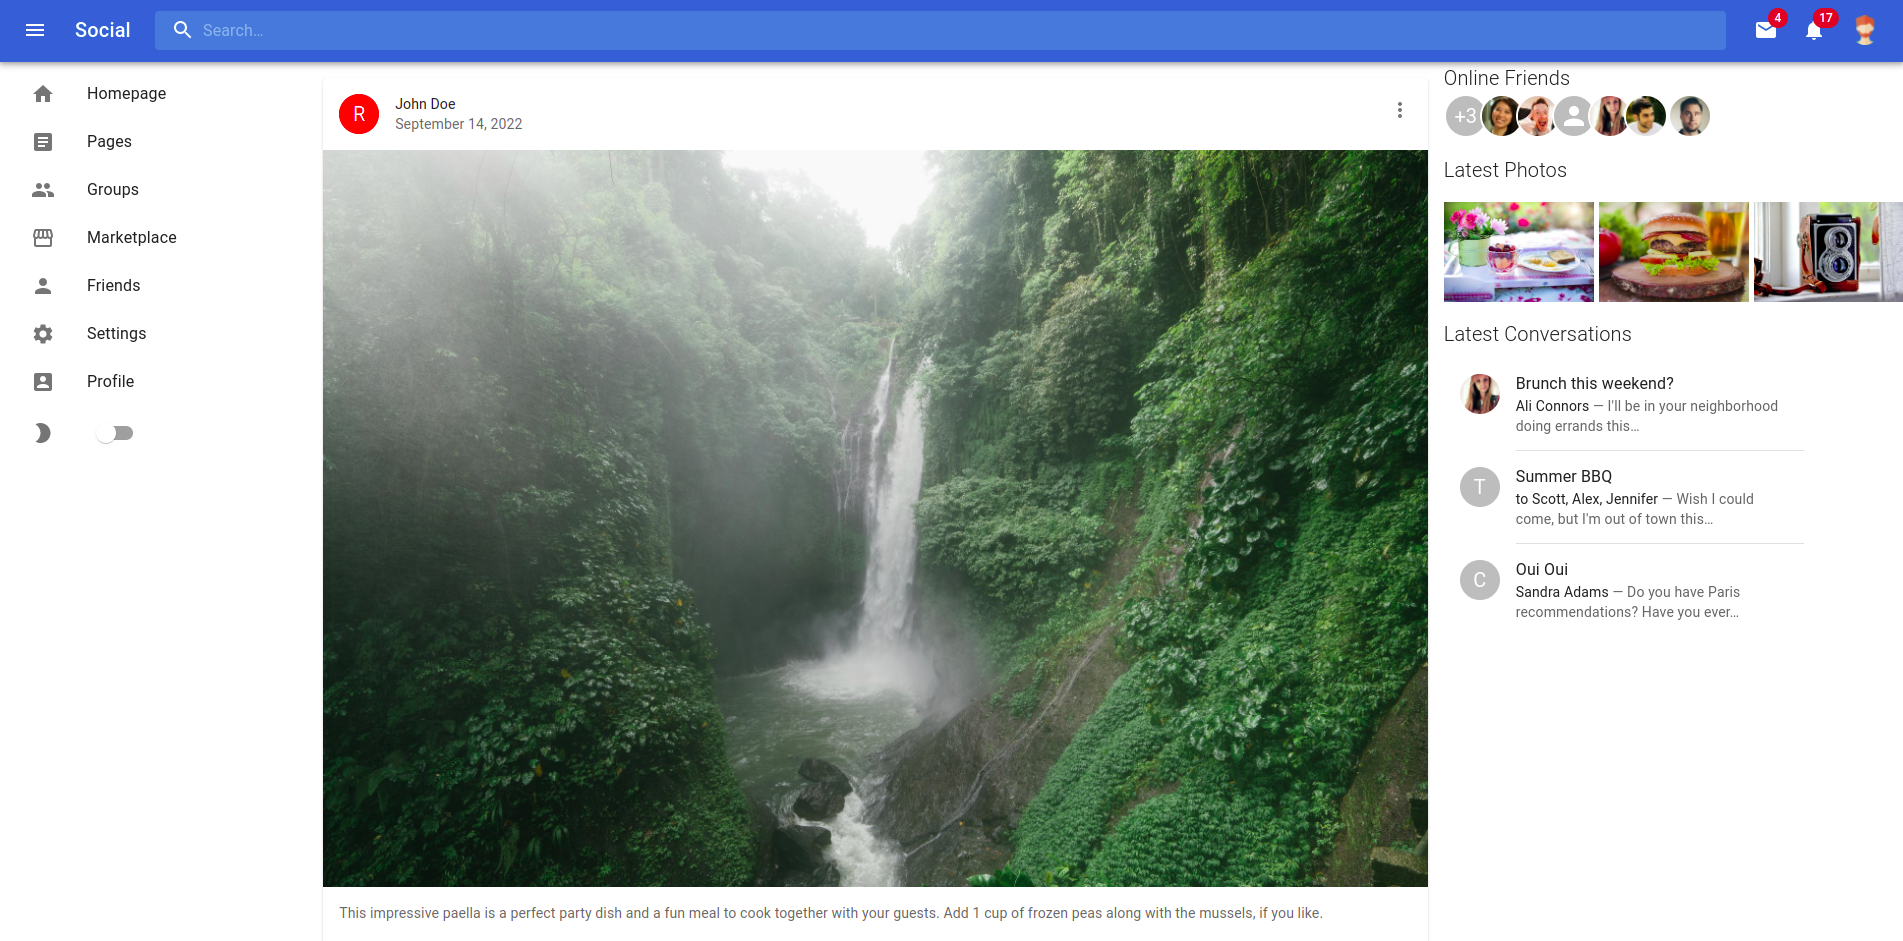 Social
Search…
4
17
Homepage
Pages
Groups
Marketplace
Friends
Settings
Profile
R
John Doe
September 14, 2022
This impressive paella is a perfect party dish and a fun meal to cook together with your guests. Add 1 cup of frozen peas along with the mussels, if you like.
Online Friends
+3
Latest Photos
Latest Conversations
Brunch this weekend?
Ali Connors — I'll be in your neighborhood
doing errands this…
T
Summer BBQ
to Scott, Alex, Jennifer — Wish I could
come, but I'm out of town this…
C
Oui Oui
Sandra Adams — Do you have Paris
recommendations? Have you ever…